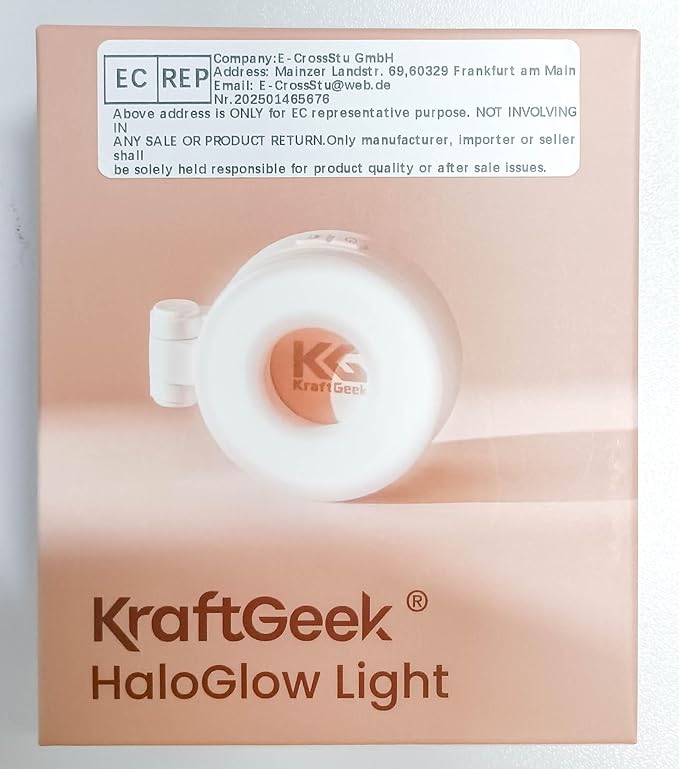 EC REP
Company:E-CrossStu GmbH
Address: Mainzer Landstr. 69,60329 Frankfurt am Main
Email: E-CrossStu@web.de
Nr.202501465676
Above address is ONLY for EC representative purpose. NOT INVOLVING
IN
ANY SALE OR PRODUCT RETURN.Only manufacturer, importer or seller
shall
be solely held responsible for product quality or after sale issues.
KG
KraftGeek
KraftGeek®
HaloGlow Light